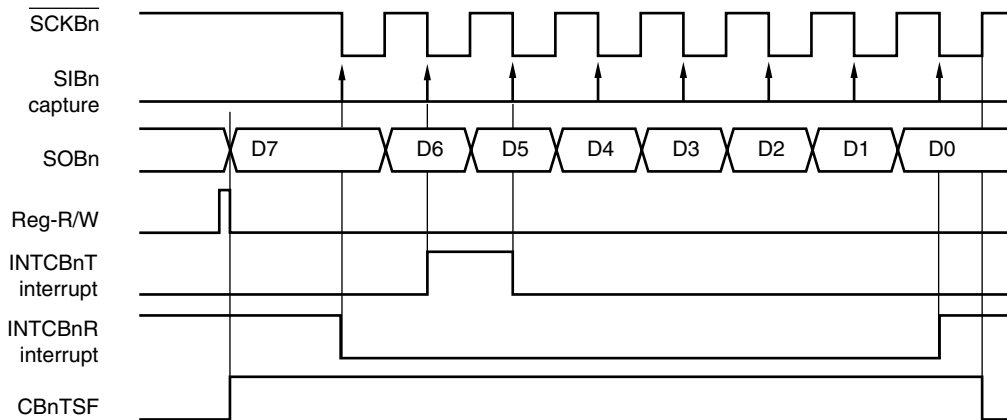 SCKBn
SIBn
capture
SOBn
D7 D6 D5 D4 D3 D2 D1 D0
Reg-R/W
INTCBnT
interrupt
INTCBnR
interrupt
CBnTSF